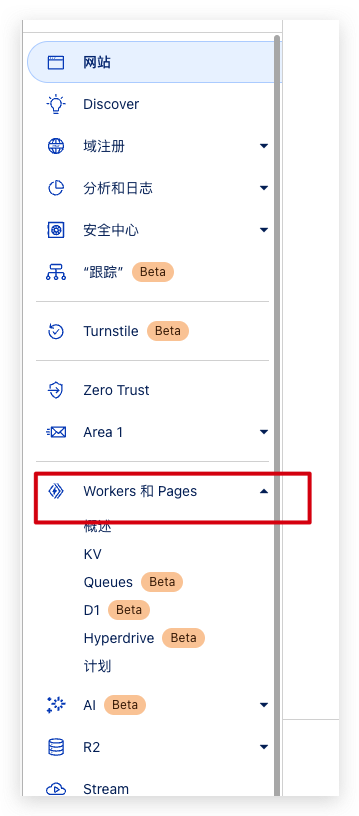 网站
Discover
域注册
分析和日志
安全中心
“跟踪” Beta
Turnstile Beta
Zero Trust
Area 1
Workers 和 Pages
概述
KV
Queues Beta
D1 Beta
Hyperdrive Beta
计划
AI Beta
R2
Stream